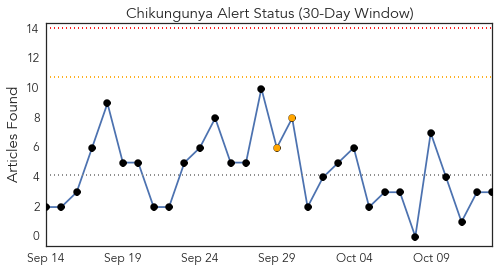 Chikungunya Alert Status (30-Day Window)
Articles Found
14
12
10
8
6
4
2
0
Sep 14 Sep 19 Sep 24 Sep 29 Oct 04 Oct 09